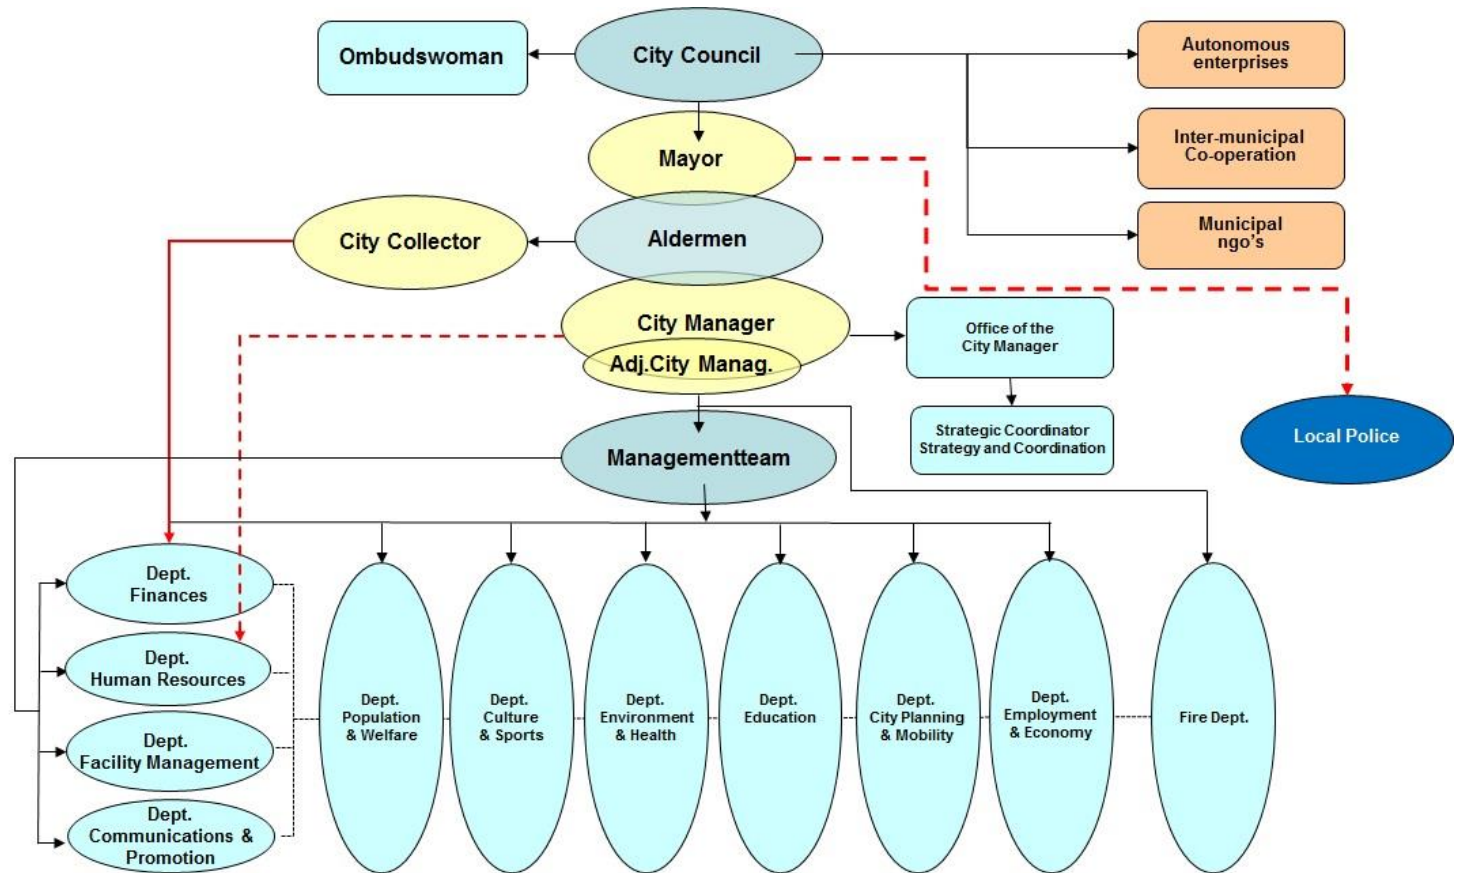 Ombudswoman
City Council
Autonomous
enterprises
Inter-municipal
Co-operation
Mayor
Municipal
ngo's
City Collector
Aldermen
City Manager
Adj.City Manag.
Office of the
City Manager
Strategic Coordinator
Strategy and Coordination
Local Police
Managementteam
Dept.
Finances
Dept.
Human Resources
Dept.
Facility Management
Dept.
Communications &
Promotion
Dept.
Population
& Welfare
Dept.
Culture
& Sports
Dept.
Environment
& Health
Dept.
Education
Dept.
City Planning
& Mobility
Dept.
Employment
& Economy
Fire Dept.